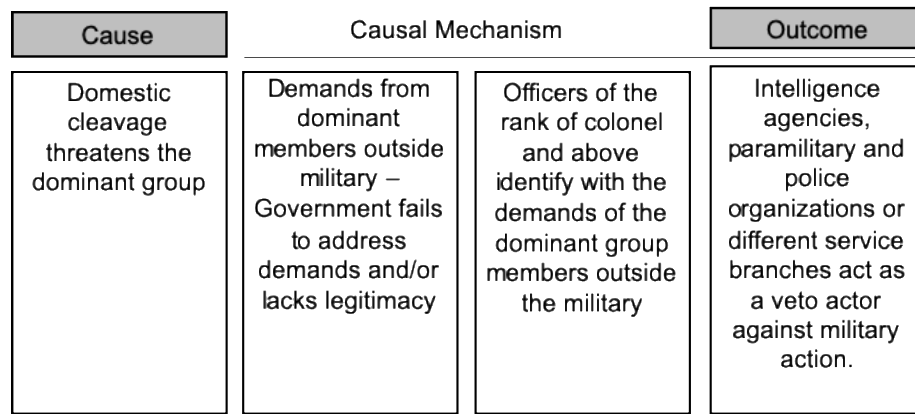 Cause
Causal Mechanism
Outcome
Domestic
cleavage
threatens the
dominant group
Demands from
dominant
members outside
military –
Government fails
to address
demands and/or
lacks legitimacy
Officers of the
rank of colonel
and above
identify with the
demands of the
dominant group
members outside
the military
Intelligence
agencies,
paramilitary and
police
organizations or
different service
branches act as
a veto actor
against military
action.